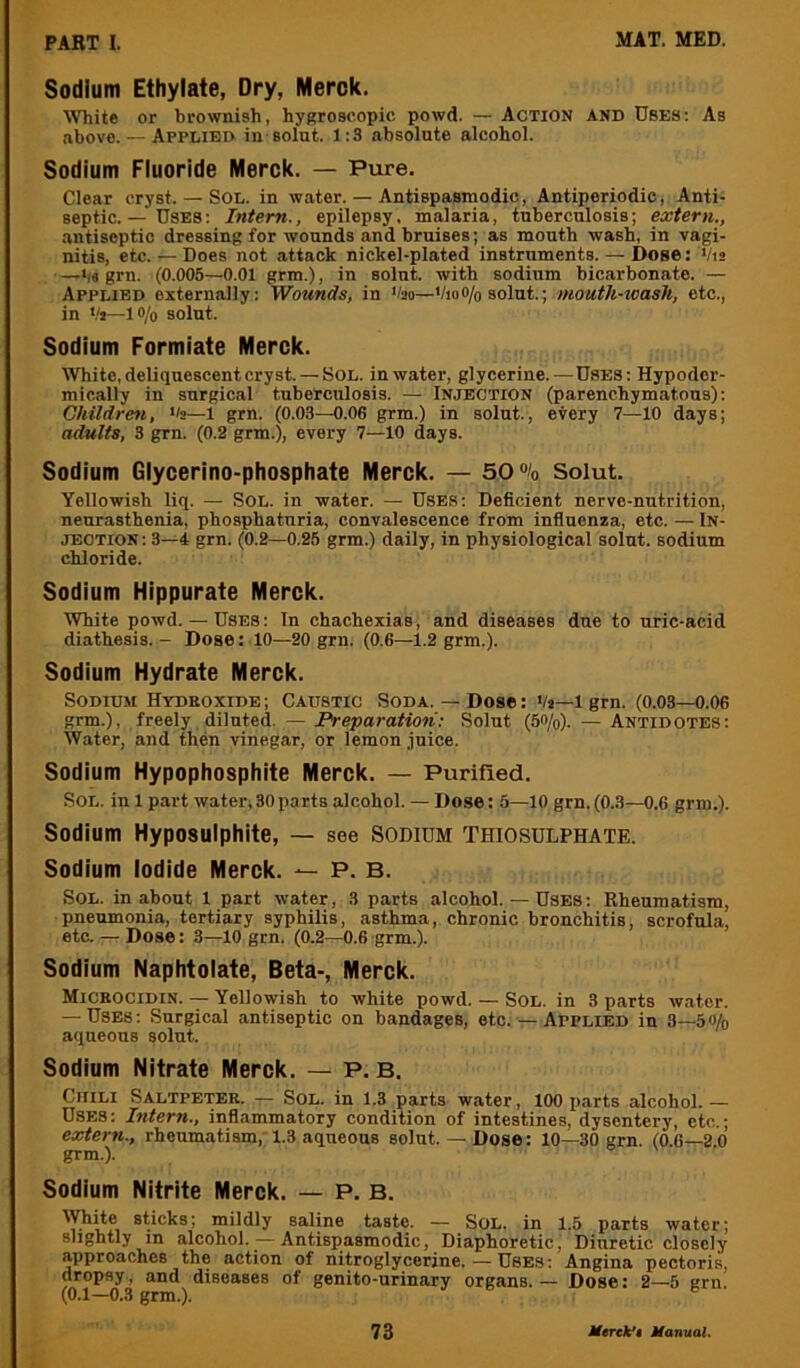 PART I. MAT. MED.
Sodium Ethylate, Dry, Merck.
White or brownish, hygroscopic powd. — ACTION AND USES: As
above. — APPLIED in solut. 1:3 absolute alcohol.
Sodium Fluoride Merck. — Pure.
Clear cryst. — SOL. in water. — Antispasmodic, Antiperiodic, Anti-
septic. — USES: Intern., epilepsy, malaria, tuberculosis; extern.,
antiseptic dressing for wounds and bruises; as mouth wash, in vagi-
nitis, etc. — Does not attack nickel-plated instruments. — Dose: 1/12
—1/6 grn. (0.005—0.01 grm.), in solut. with sodium bicarbonate. —
APPLIED externally: Wounds, in 1/20—1/10% solut.; mouth-wash, etc.,
in 1/2—1% solut.
Sodium Formiate Merck.
White, deliquescent cryst. — SOL. in water, glycerine. — USES: Hypoder-
mically in surgical tuberculosis. — INJECTION (parenchymatous):
Children, 1/2—1 grn. (0.03—0.06 grm.) in solut., every 7—10 days;
adults, 3 grn. (0.2 grm.), every 7—10 days.
Sodium Glycerino-phosphate Merck. — 50% Solut.
Yellowish liq. — SOL. in water. — USES: Deficient nerve-nutrition,
neurasthenia, phosphaturia, convalescence from influenza, etc. — IN-
JECTION: 3—4 grn. (0.2—0.25 grm.) daily, in physiological solut. sodium
chloride.
Sodium Hippurate Merck.
White powd. — USES: In chachexias, and diseases due to uric-acid
diathesis. – Dose: 10—20 grn. (0.6—1.2 grm.).
Sodium Hydrate Merck.
SODIUM HYDROXIDE; CAUSTIC SODA. — Dose: 1/2—1 grn. (0.03—0.06
grm.), freely diluted. — Preparation: Solut (5%). — ANTIDOTES:
Water, and then vinegar, or lemon juice.
Sodium Hypophosphite Merck. — Purified.
SOL. in 1 part water, 30 parts alcohol. — Dose: 5—10 grn. (0.3—0.6 grm.).
Sodium Hyposulphite, — see SODIUM THIOSULPHATE.
Sodium Iodide Merck. — P. B.
SOL. in about 1 part water, 3 parts alcohol. — USES: Rheumatism,
pneumonia, tertiary syphilis, asthma, chronic bronchitis, scrofula,
etc. — Dose: 3—10 grn. (0.2—0.6 grm.).
Sodium Naphtolate, Beta-, Merck.
MICROCIDIN. — Yellowish to white powd. — SOL. in 3 parts water.
— USES: Surgical antiseptic on bandages, etc. — APPLIED in 3—5%
aqueous solut.
Sodium Nitrate Merck. — P. B.
CHILI SALTPETER. — SOL. in 1.3 parts water, 100 parts alcohol. —
USES: Intern., inflammatory condition of intestines, dysentery, etc.;
extern., rheumatism, 1.3 aqueous solut. — Dose: 10—30 grn. (0.6—2.0
grm.).
Sodium Nitrite Merck. — P. B.
White sticks; mildly saline taste. — SOL. in 1.5 parts water;
slightly in alcohol. — Antispasmodic, Diaphoretic, Diuretic closely
approaches the action of nitroglycerine. — USES: Angina pectoris,
dropsy, and diseases of genito-urinary organs. — Dose: 2—5 grn.
(0.1—0.3 grm.).
73 Merck's Manual.